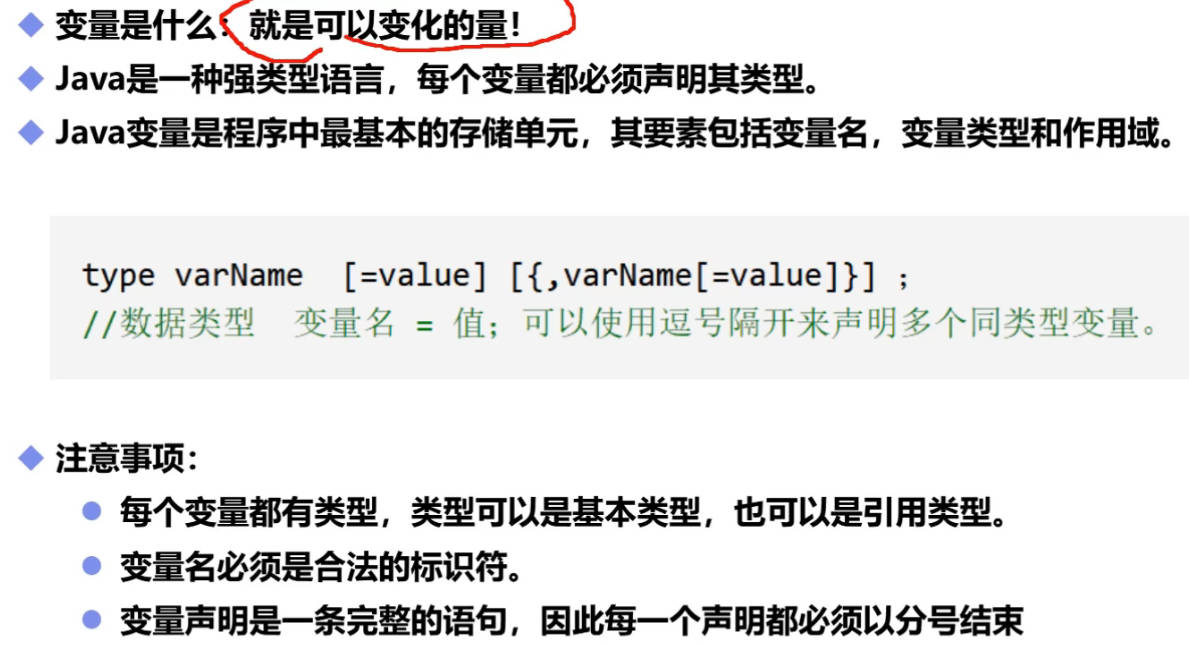 变量是什么：就是可以变化的量！
Java是一种强类型语言，每个变量都必须声明其类型。
Java变量是程序中最基本的存储单元，其要素包括变量名，变量类型和作用域。
type varName  [=value] [{,varName[=value]}] ;
//数据类型  变量名 = 值；可以使用逗号隔开来声明多个同类型变量。
注意事项：
每个变量都有类型，类型可以是基本类型，也可以是引用类型。
变量名必须是合法的标识符。
变量声明是一条完整的语句，因此每一个声明都必须以分号结束